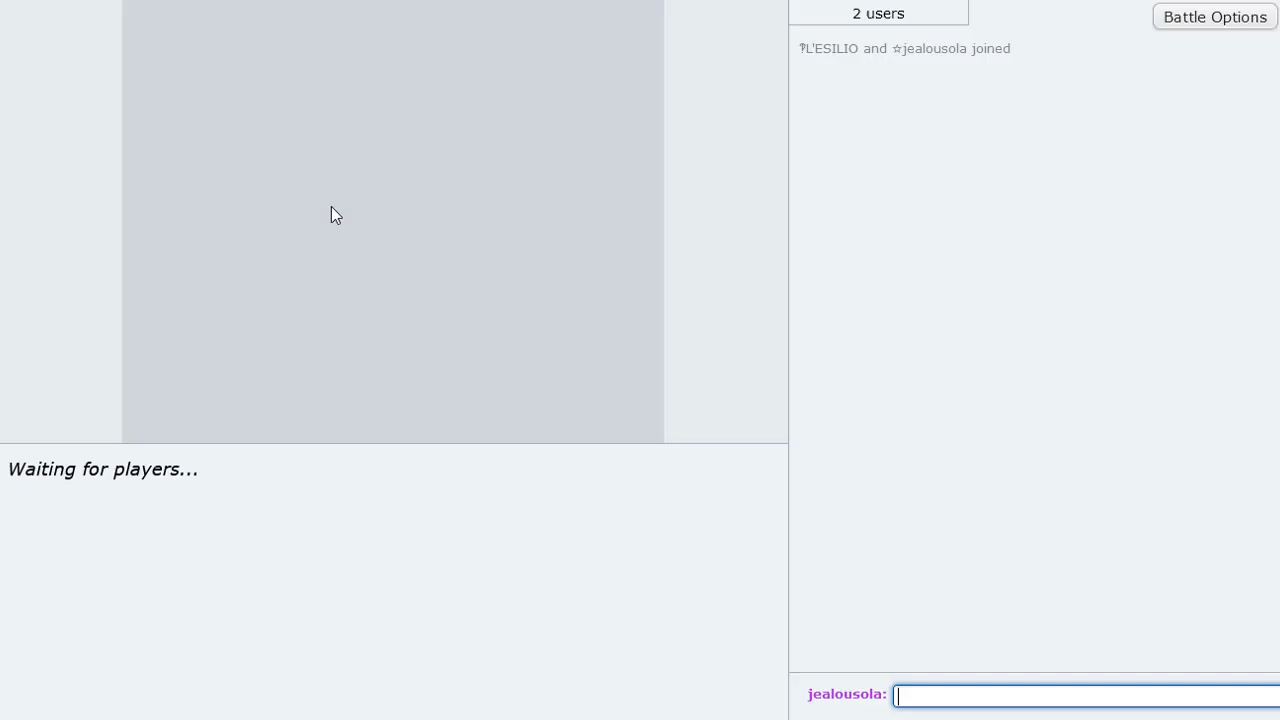 2 users
Battle Options
‽L'ESILIO and ☆jealousola joined
Waiting for players...
jealousola: